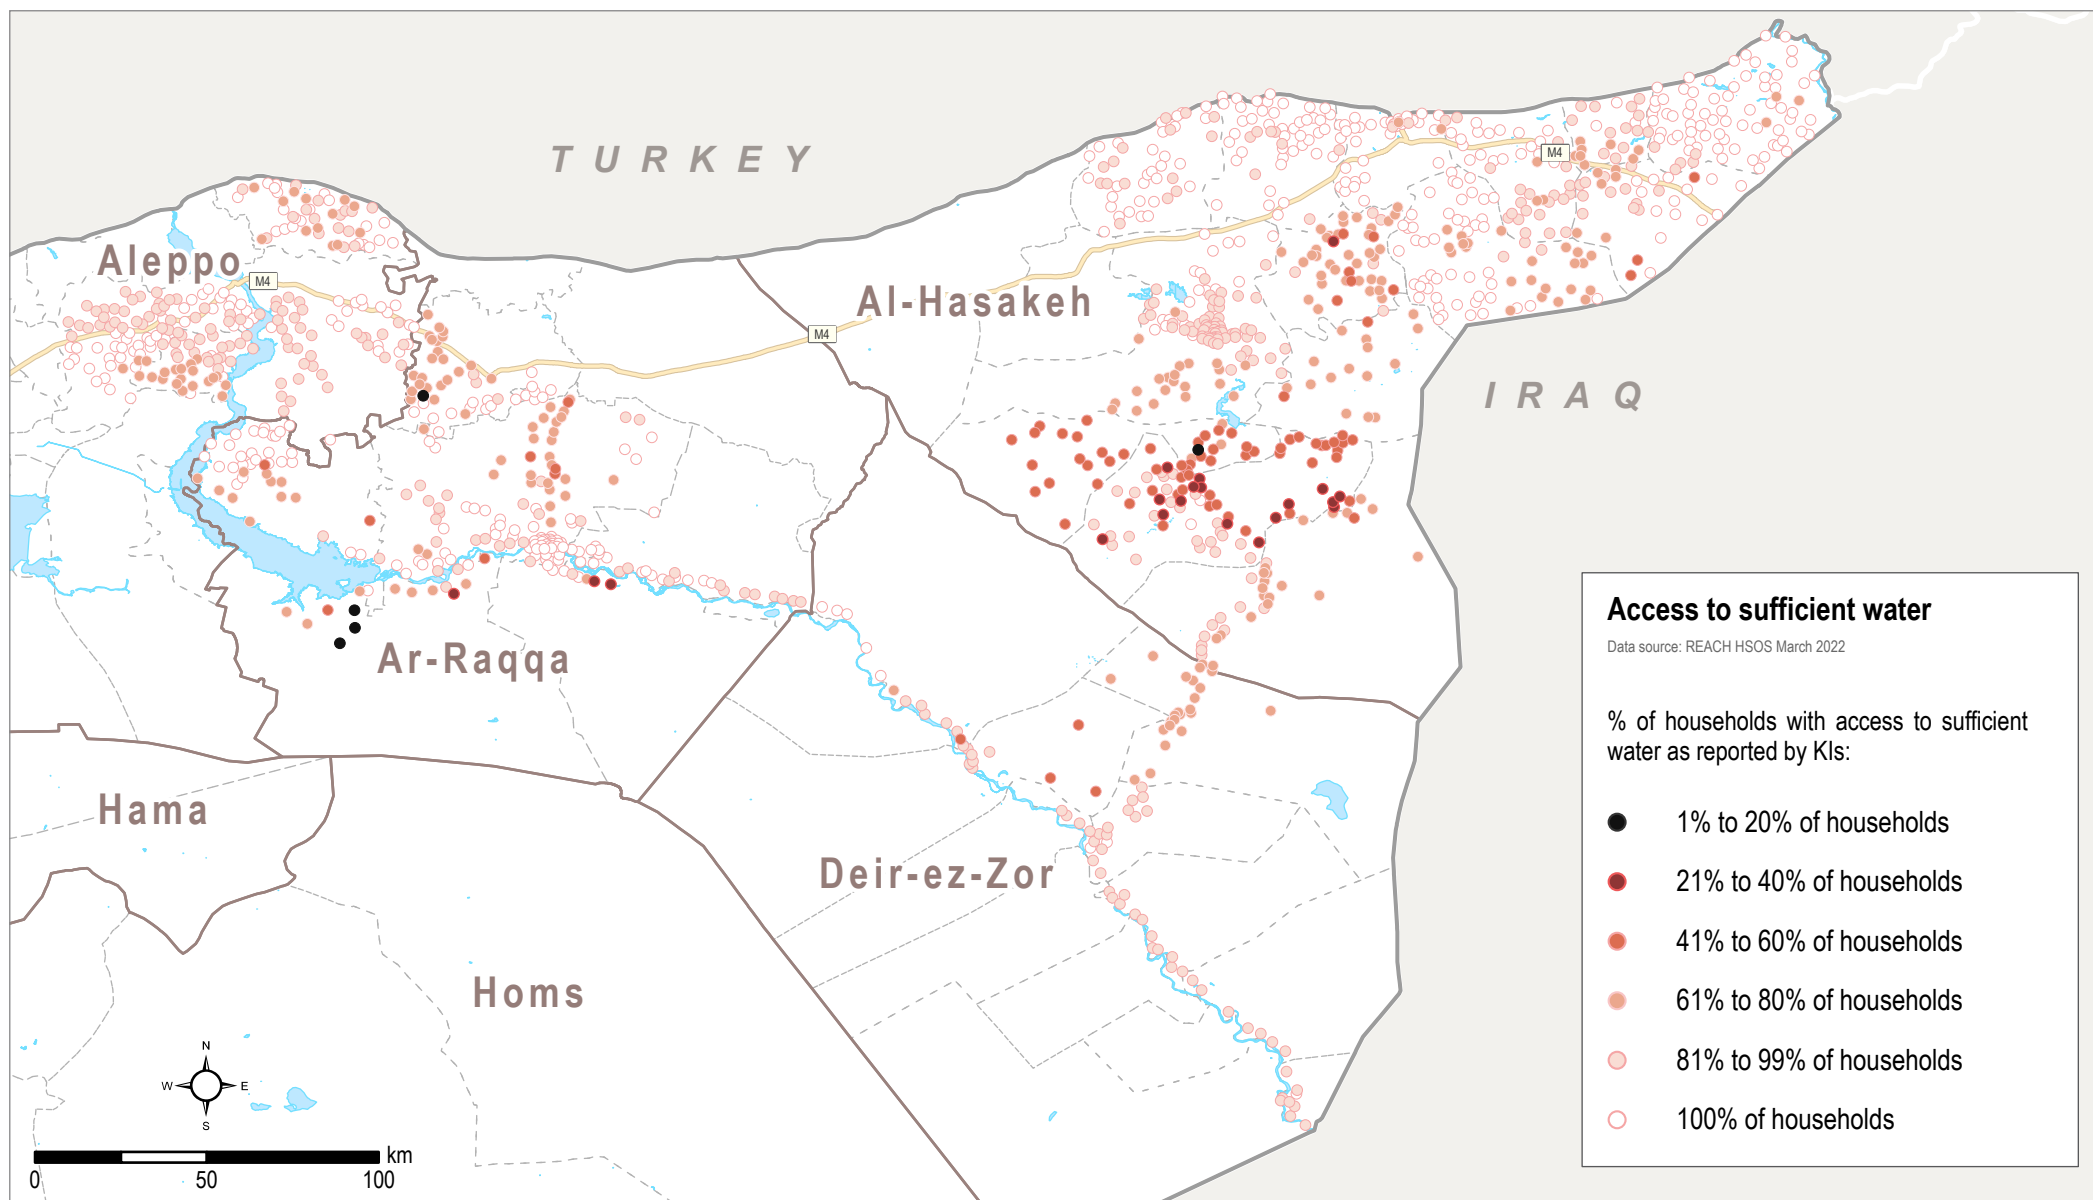 TURKEY
M4
Aleppo
M4
Al-Hasakeh
M4
IRAQ
Ar-Raqqa
Hama
Deir-ez-Zor
Homs
N
W E
S
km
0 50 100
Access to sufficient water
Data source: REACH HSOS March 2022
% of households with access to sufficient
water as reported by KIs:
1% to 20% of households
21% to 40% of households
41% to 60% of households
61% to 80% of households
81% to 99% of households
100% of households